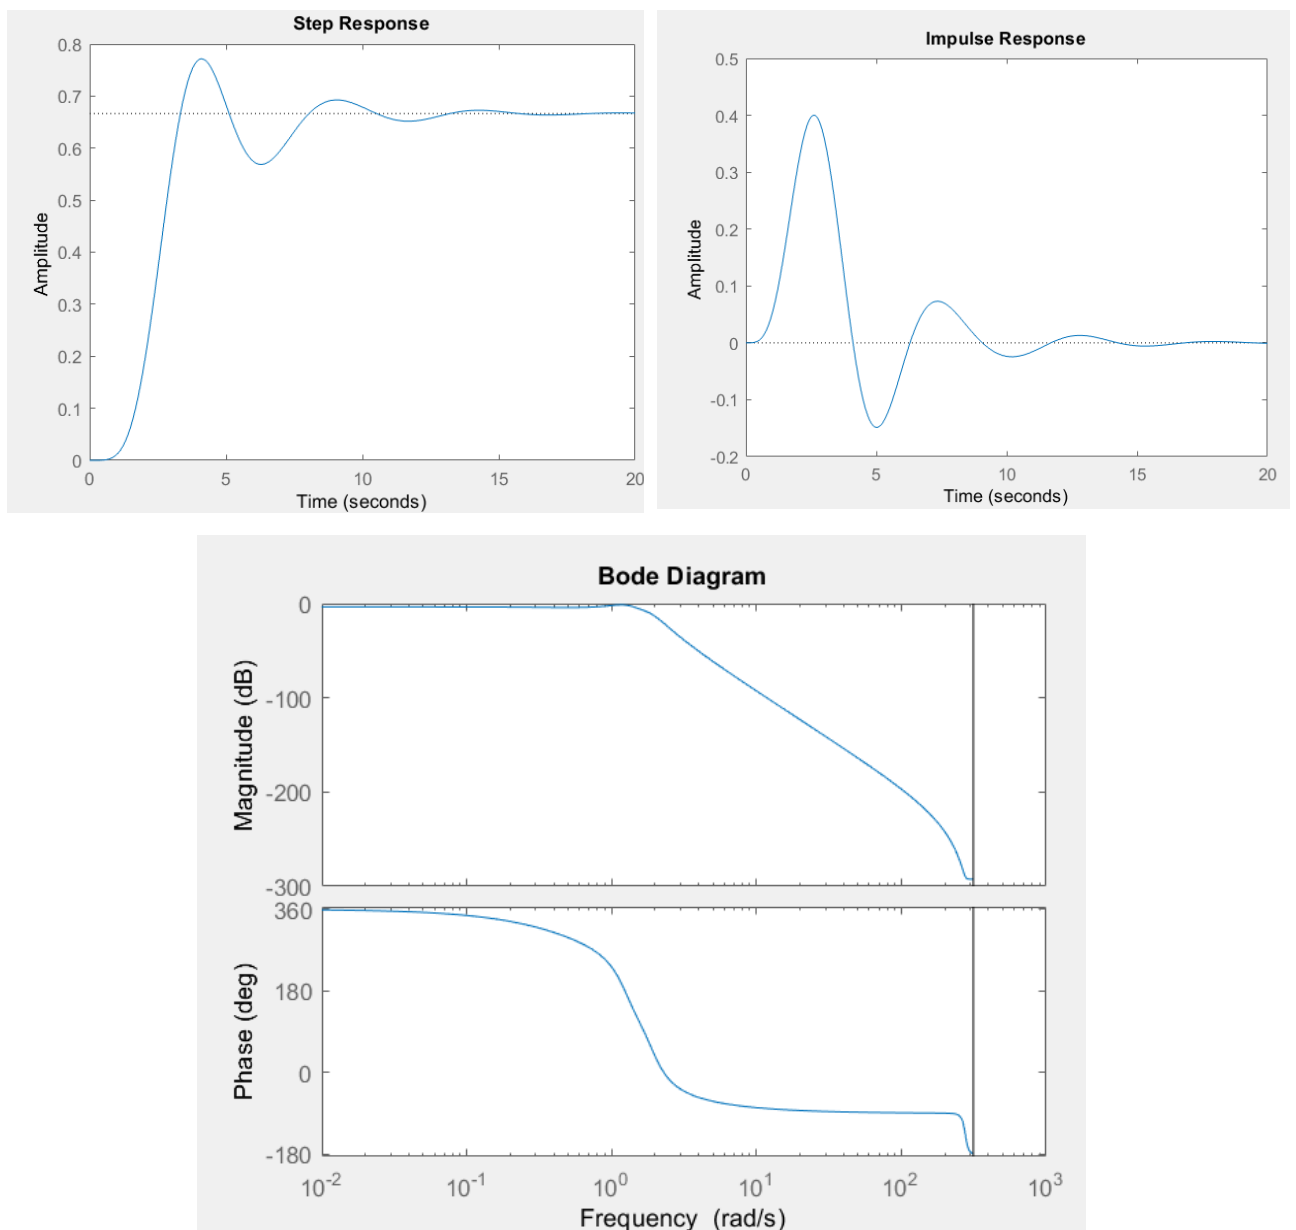 Step Response
0.8
0.7
0.6
0.5
0.4
0.3
0.2
0.1
0
Amplitude
0 5 10 15 20
Time (seconds)
Impulse Response
0.5
0.4
0.3
0.2
0.1
0
-0.1
-0.2
Amplitude
0 5 10 15 20
Time (seconds)
Bode Diagram
0
-100
-200
-300
Magnitude (dB)
360
180
0
-180
Phase (deg)
10-2 10-1 100 101 102 103
Frequency (rad/s)